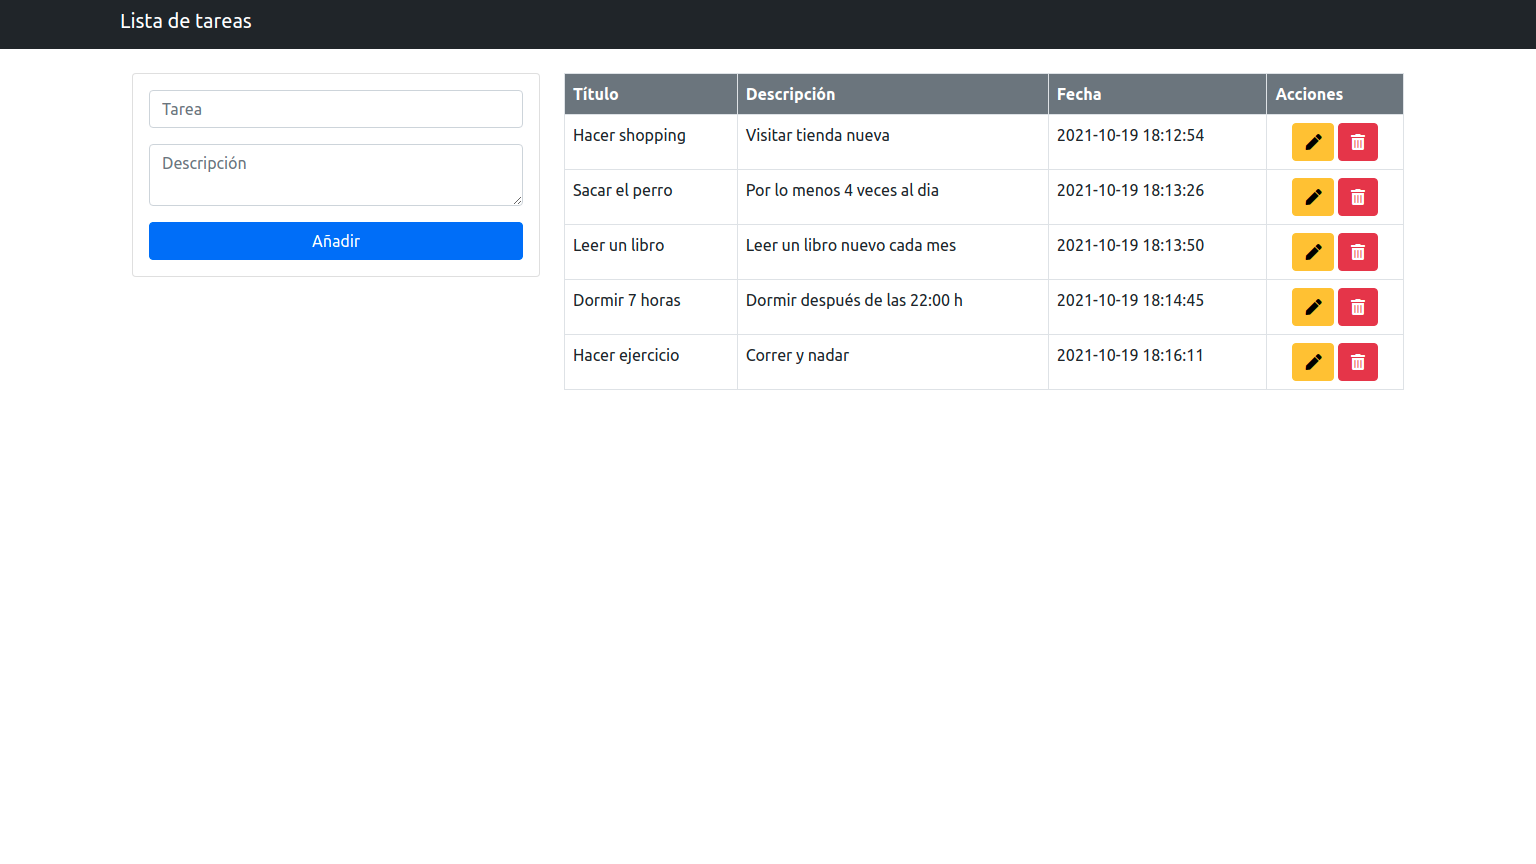 Lista de tareas
Tarea
Descripción
Añadir
Título Descripción Fecha Acciones
Hacer shopping Visitar tienda nueva 2021-10-19 18:12:54
Sacar el perro Por lo menos 4 veces al dia 2021-10-19 18:13:26
Leer un libro Leer un libro nuevo cada mes 2021-10-19 18:13:50
Dormir 7 horas Dormir después de las 22:00 h 2021-10-19 18:14:45
Hacer ejercicio Correr y nadar 2021-10-19 18:16:11